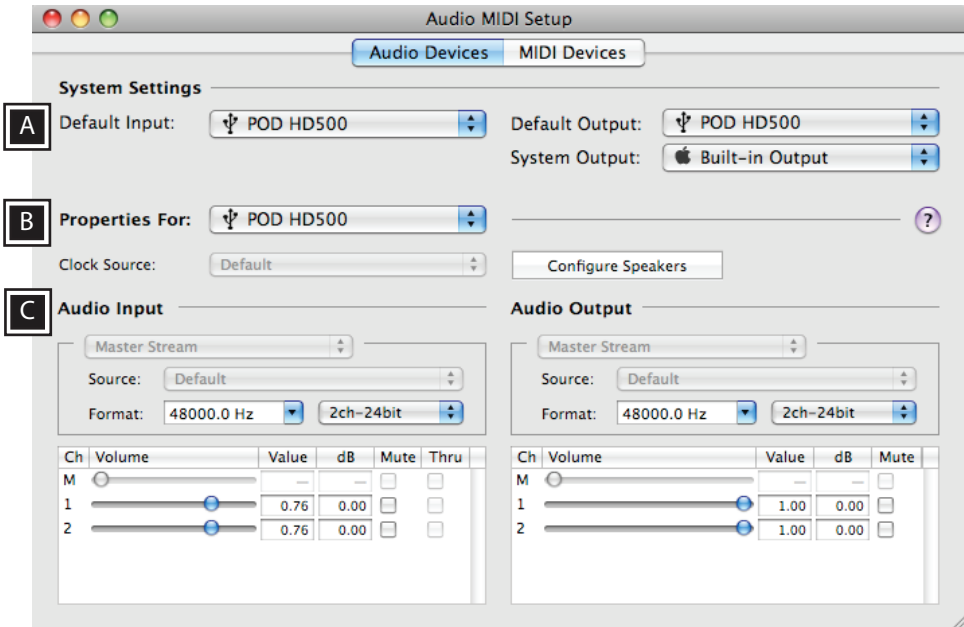 Audio MIDI Setup
Audio Devices MIDI Devices
System Settings
A Default Input: POD HD500 Default Output: POD HD500
System Output: Built-in Output
B Properties For: POD HD500 ?
Clock Source: Default Configure Speakers
C Audio Input Audio Output
Master Stream Master Stream
Source: Default Source: Default
Format: 48000.0 Hz 2ch-24bit Format: 48000.0 Hz 2ch-24bit
Ch Volume Value dB Mute Thru Ch Volume Value dB Mute
M — — M — —
1 0.76 0.00 1 1.00 0.00
2 0.76 0.00 2 1.00 0.00